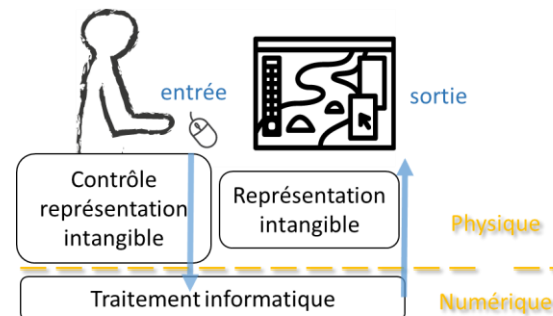 entrée
sortie
Contrôle
représentation
intangible
Représentation
intangible
Physique
Traitement informatique
Numérique